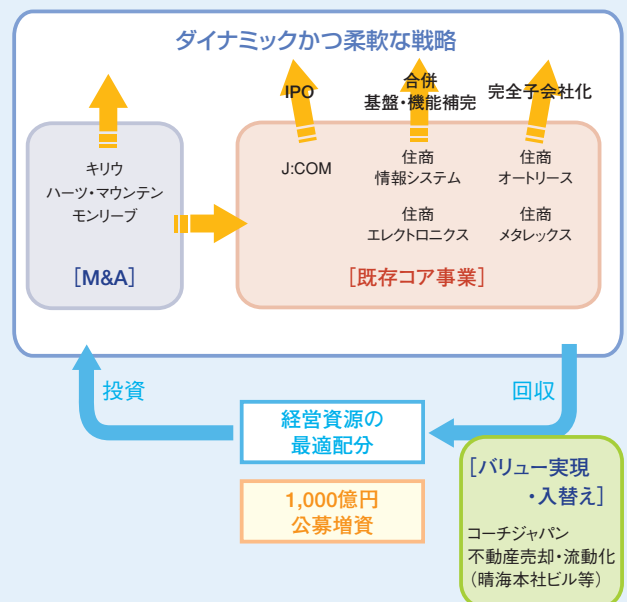 ダイナミックかつ柔軟な戦略
IPO
合併
基盤・機能補完
完全子会社化
キリウ
ハーツ・マウンテン
モンリーブ
[M&A]
J:COM
住商
情報システム
住商
エレクトロニクス
住商
オートリース
住商
メタレックス
[既存コア事業]
投資
回収
経営資源の
最適配分
1,000億円
公募増資
[バリュー実現
・入替え]
コーチジャパン
不動産売却・流動化
(晴海本社ビル等)